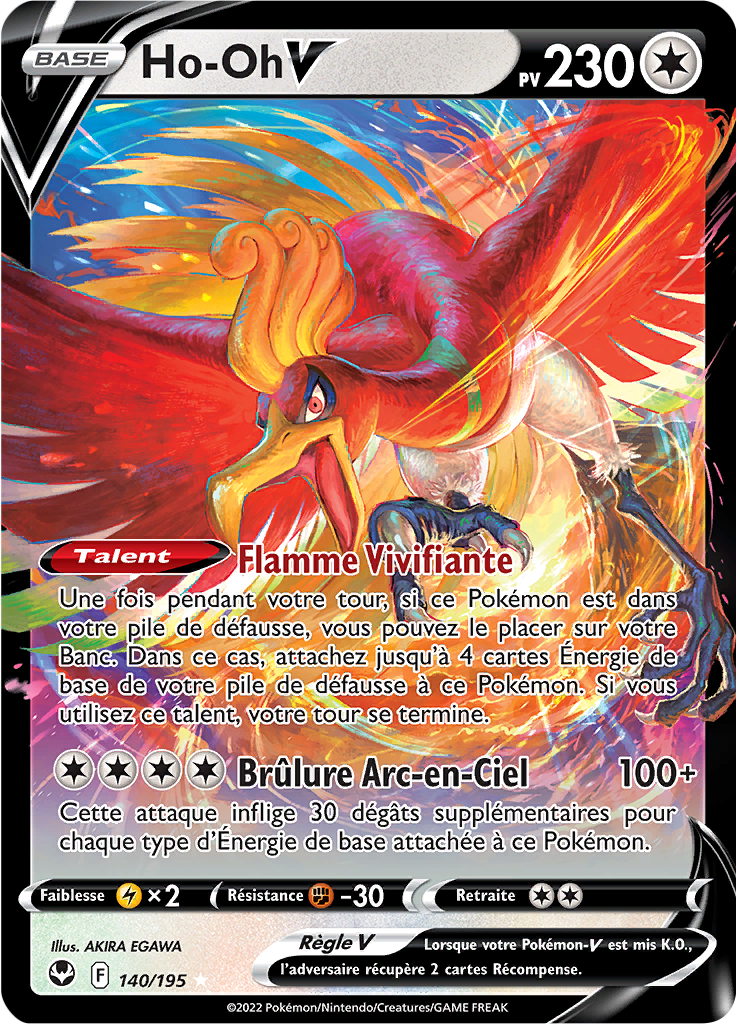 BASE Ho-Oh V PV 230
Talent Flamme Vivifiante
Une fois pendant votre tour, si ce Pokémon est dans
votre pile de défausse, vous pouvez le placer sur votre
Banc. Dans ce cas, attachez jusqu'à 4 cartes Énergie de
base de votre pile de défausse à ce Pokémon. Si vous
utilisez ce talent, votre tour se termine.
Brûlure Arc-en-Ciel 100+
Cette attaque inflige 30 dégâts supplémentaires pour
chaque type d'Énergie de base attachée à ce Pokémon.
Faiblesse ×2 Résistance -30 Retraite
Illus. AKIRA EGAWA
Règle V Lorsque votre Pokémon-V est mis K.O.,
l'adversaire récupère 2 cartes Récompense.
F 140/195
©2022 Pokémon/Nintendo/Creatures/GAME FREAK